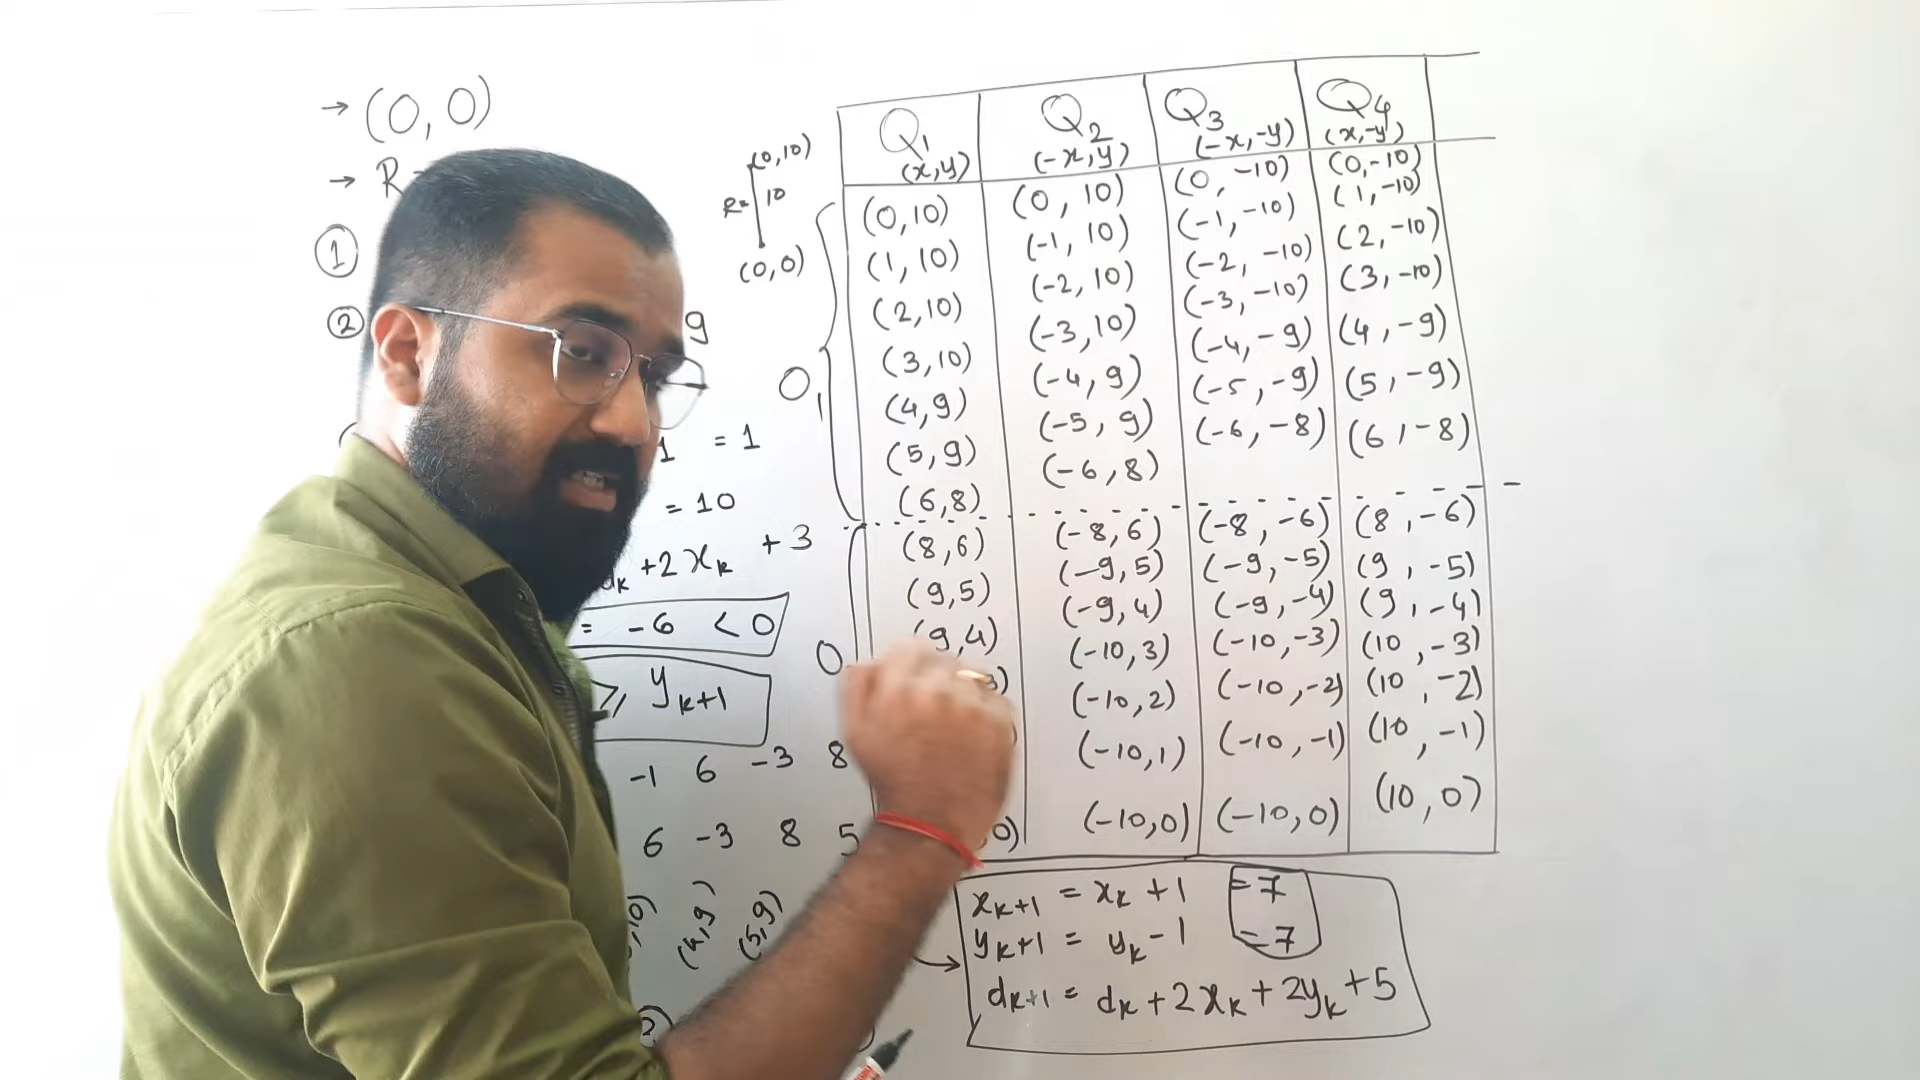 → (0,0)
→ R
①
②
9
1 = 1
= 10
dk +2xk +3
= -6 < 0
≥ yk+1
-1 6 -3 8
6 -3 8 5
(4,9) (5,9)
(0,10)
R= 10
(0,0)
O1
O
Q1 Q2 Q3 Q4
(x,y) (-x,y) (-x,-y) (x,-y)
(0,10) (0,10) (0,-10) (0,-10)
(1,10) (-1,10) (-1,-10) (1,-10)
(2,10) (-2,10) (-2,-10) (2,-10)
(3,10) (-3,10) (-3,-10) (3,-10)
(4,9) (-4,9) (-4,-9) (4,-9)
(5,9) (-5,9) (-5,-9) (5,-9)
(6,8) (-6,8) (-6,-8) (6,-8)
(8,6) (-8,6) (-8,-6) (8,-6)
(9,5) (-9,5) (-9,-5) (9,-5)
(9,4) (-9,4) (-9,-4) (9,-4)
3) (-10,3) (-10,-3) (10,-3)
(-10,2) (-10,-2) (10,-2)
(-10,1) (-10,-1) (10,-1)
0) (-10,0) (-10,0) (10,0)
xk+1 = xk +1 =7
yk+1 = yk -1 =7
dk+1 = dk +2xk +2yk +5